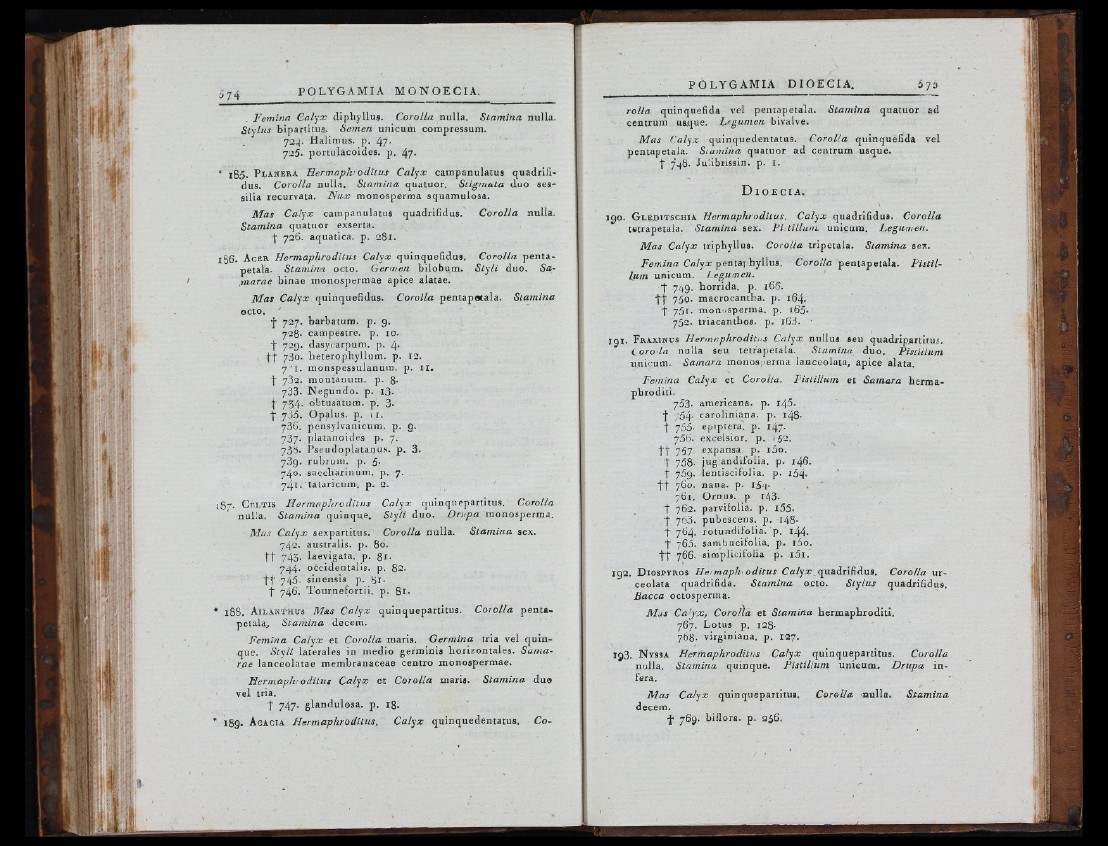 574 POLYGAMIA MONOECIA.
Femina Calyx diphyllus. Corolla nulla. Stamina nulla.
Stylus bipartitus. Semen unicum compressum.
724. Halimus. p. 47.
725. portulacoides. p. 47.
* 185. PLANERA Hermaphroditus Calyx campanulatus quadrifi-
dus. Corolla nulla. Stamina quatuor. Stigmata duo ses-
silia recurvata. Nux monosperma squamulosa.
Mas Calyx campanulatus quadrifidus. Corolla nulla.
Stamina quatuor exserta.
† 726. aquatica. p. 281.
186. ACER Hermaphroditus Calyx quinquefidus. Corolla penta-
petala. Stamina octo. Germen bilobum. Styli duo. Sa-
marae binae monospermae apice alatae.
Mas Calyx quinquefidus. Corolla pentapetala. Stamina
octo.
† 727. barbatum. p. 9.
728. campestre. p. 10.
† 729. dasycarpum. p. 4.
†† 730. heterophyllum. p. 12.
731. monspessulanum. p. 11.
† 732. montanum. p. 8.
733. Negundo. p. 13.
† 734. obtusatum. p. 3.
† 735. Opalus. p. 11.
736. pensylvanicum. p. 9.
737. platanoides p. 7.
738. Pseudoplatanus. p. 3.
739. rubrum. p. 5.
740. saccharinum. p. 7.
741. tataricum. p. 2.
187. CELTIS Hermaphroditus Calyx quinquepartitus. Corolla
nulla. Stamina quinque. Styli duo. Drupa monosperma.
Mas Calyx sexpartitus. Corolla nulla. Stamina sex.
742. australis. p. 80.
†† 743. laevigata. p. 81.
744. occidentalis. p. 82.
†† 745. sinensis p. 81.
† 746. Tournefortii. p. 81.
* 188. AILANTHUS Mas Calyx quinquepartitus. Corolla penta-
petala. Stamina decem.
Femina Calyx et Corolla maris. Germina tria vel quin-
que. Styli laterales in medio germinis horizontales. Sama-
rae lanceolatae membranaceae centro monospermae.
Hermaphroditus Calyx et Corolla maris. Stamina duo
vel tria.
† 747. glandulosa. p. 18.
* 189. ACACIA Hermaphroditus. Calyx quinquedentatus. Co-
POLYGAMIA DIOECIA. 575
rolla quinquefida vel pentapetala. Stamina quatuor ad
centrum usque. Legumen bivalve.
Mas Calyx quinquedentatus. Corolla quinquefida vel
pentapetala. Stamina quatuor ad centrum usque.
† 748. Julibrissin. p. 1.
DIOECIA.
190. GLEDITSCHIA Hermaphroditus. Calyx quadrifidus. Corolla
tetrapetala. Stamina sex. Pistillum unicum. Legumen.
Mas Calyx triphyllus. Corolla tripetala. Stamina sex.
Femina Calyx pentaphyllus. Corolla pentapetala. Pistil-
lum unicum. Legumen.
† 749. horrida. p. 166.
†† 750. macrocantha. p. 164.
† 751. monosperma. p. 165.
752. triacanthos. p. 163.
191. FRAXINUS Hermaphroditus Calyx nullus seu quadripartitus.
Corolla nulla seu tetrapetala. Stamina duo. Pistillum
unicum. Samara monosperma lanceolata, apice alata.
Femina Calyx et Corolla. Pistillum et Samara herma-
phroditi.
753. americana. p. 145.
† 754. caroliniana. p. 148.
† 755. epiptera. p. 147.
756. excelsior. p. 152.
†† 757. expansa. p. 150.
† 758. juglandifolia. p. 146.
† 759. lentiscifolia. p. 154.
†† 760. nana. p. 154.
761. Ornus. p 143.
† 762. parvifolia. p. 155.
† 763. pubescens. p. 148.
† 764. rotundifolia. p. 144.
† 765. sambucifolia. p. 150.
†† 766. simplicifolia p. 151.
192. DIOSPYROS Hermaphroditus Calyx quadrifidus. Corolla ur-
ceolata quadrifida. Stamina octo. Stylus quadrifidus.
Bacca octosperma.
Mas Calyx, Corolla et Stamina hermaphroditi.
767. Lotus p. 128.
768. virginiana. p. 127.
193. NYSSA Hermaphroditus Calyx quinquepartitus. Corolla
nulla. Stamina quinque. Pistillum unicum. Drupa in-
fera.
Mas Calyx quinquepartitus. Corolla nulla. Stamina
decem.
† 769. biflora. p. 256.